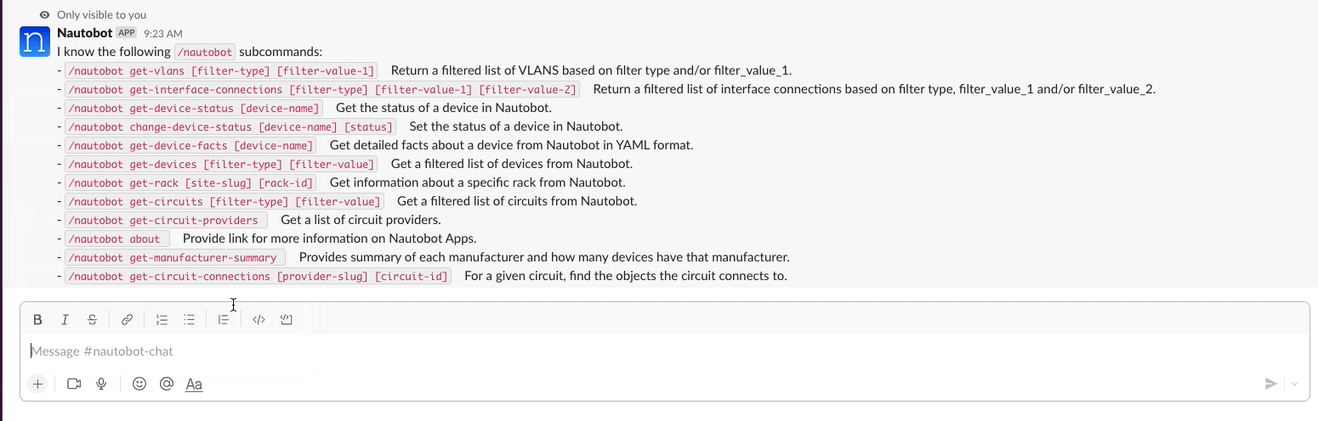 Only visible to you
Nautobot APP 9:23 AM
I know the following /nautobot subcommands:
- /nautobot get-vlans [filter-type] [filter-value-1] Return a filtered list of VLANS based on filter type and/or filter_value_1.
- /nautobot get-interface-connections [filter-type] [filter-value-1] [filter-value-2] Return a filtered list of interface connections based on filter type, filter_value_1 and/or filter_value_2.
- /nautobot get-device-status [device-name] Get the status of a device in Nautobot.
- /nautobot change-device-status [device-name] [status] Set the status of a device in Nautobot.
- /nautobot get-device-facts [device-name] Get detailed facts about a device from Nautobot in YAML format.
- /nautobot get-devices [filter-type] [filter-value] Get a filtered list of devices from Nautobot.
- /nautobot get-rack [site-slug] [rack-id] Get information about a specific rack from Nautobot.
- /nautobot get-circuits [filter-type] [filter-value] Get a filtered list of circuits from Nautobot.
- /nautobot get-circuit-providers Get a list of circuit providers.
- /nautobot about Provide link for more information on Nautobot Apps.
- /nautobot get-manufacturer-summary Provides summary of each manufacturer and how many devices have that manufacturer.
- /nautobot get-circuit-connections [provider-slug] [circuit-id] For a given circuit, find the objects the circuit connects to.
Message #nautobot-chat
Aa